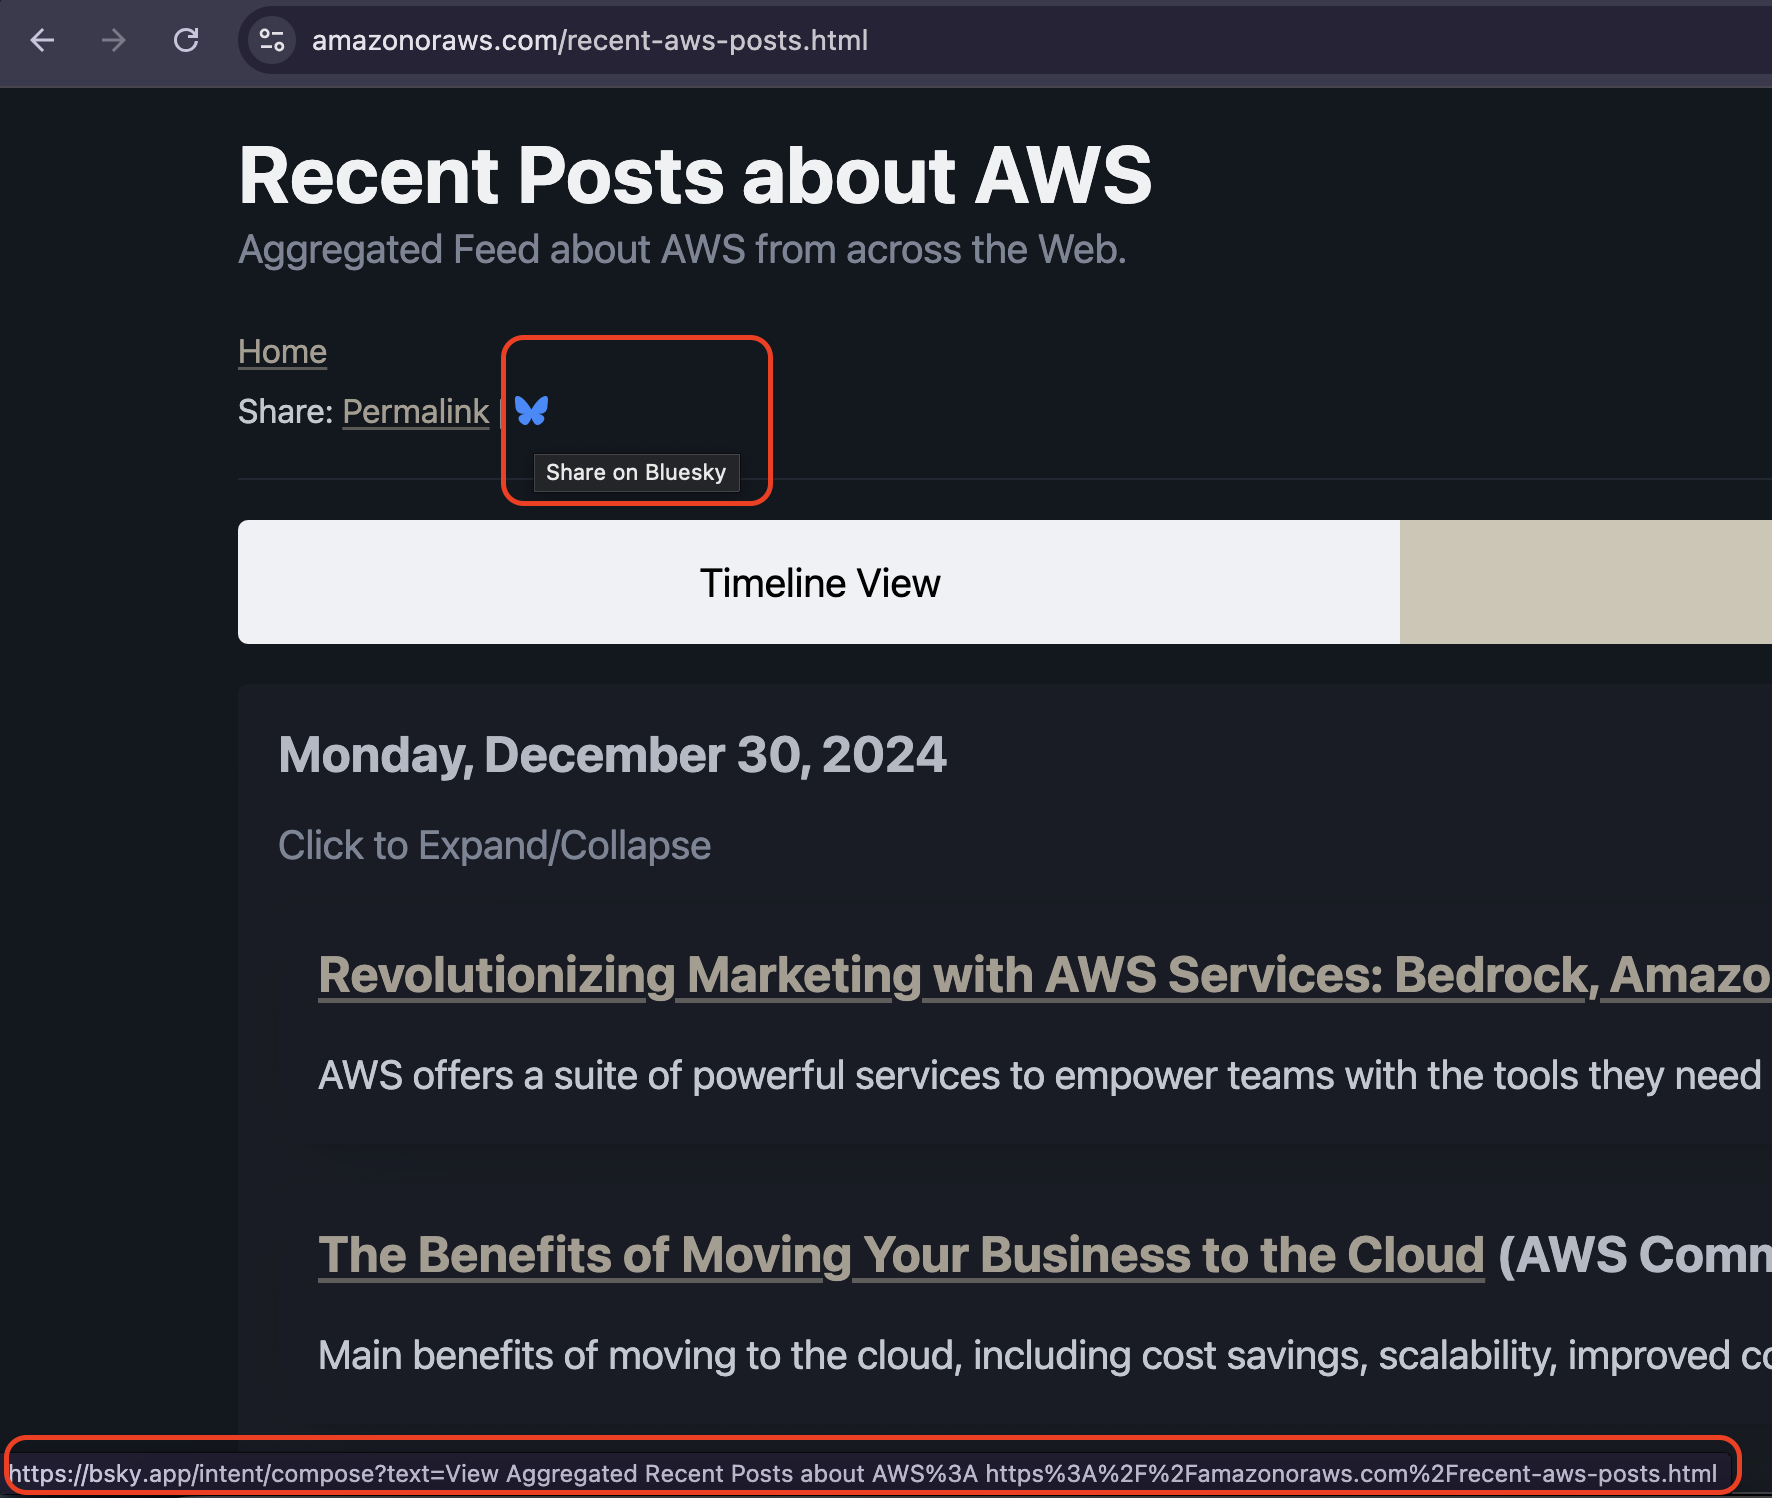 amazonoraws.com/recent-aws-posts.html
Recent Posts about AWS
Aggregated Feed about AWS from across the Web.
Home
Share: Permalink |
Share on Bluesky
Timeline View
Monday, December 30, 2024
Click to Expand/Collapse
Revolutionizing Marketing with AWS Services: Bedrock, Amazo
AWS offers a suite of powerful services to empower teams with the tools they need
The Benefits of Moving Your Business to the Cloud (AWS Comm
Main benefits of moving to the cloud, including cost savings, scalability, improved co
https://bsky.app/intent/compose?text=View Aggregated Recent Posts about AWS%3A https%3A%2F%2Famazonoraws.com%2Frecent-aws-posts.html